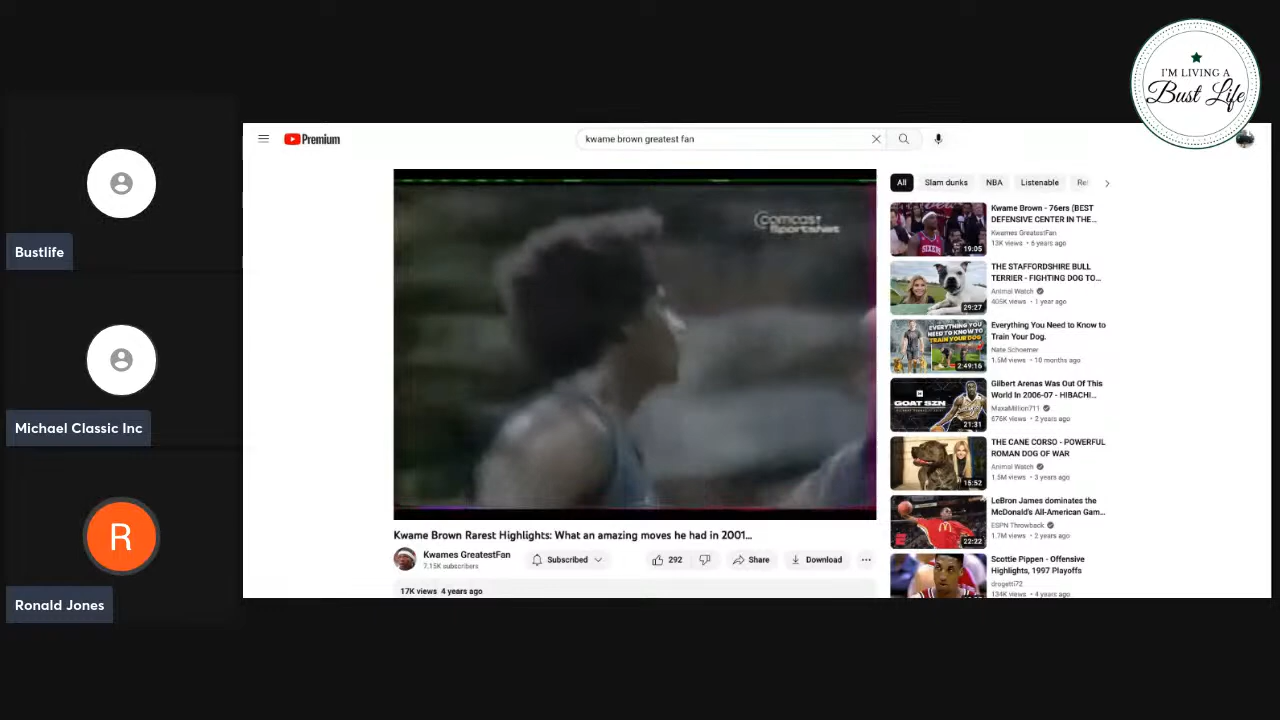 I'M LIVING A
Bust Life
Premium
kwame brown greatest fan
Bustlife
Michael Classic Inc
R
Ronald Jones
Comcast
SportsNet
Kwame Brown Rarest Highlights: What an amazing moves he had in 2001...
Kwames GreatestFan
7.15K subscribers
Subscribed
292
Share
Download
17K views 4 years ago
All
Slam dunks
NBA
Listenable
Re
Kwame Brown - 76ers (BEST
DEFENSIVE CENTER IN THE...
Kwames GreatestFan
13K views • 6 years ago
19:05
THE STAFFORDSHIRE BULL
TERRIER - FIGHTING DOG TO...
Animal Watch
405K views • 1 year ago
29:27
EVERYTHING YOU
NEED TO KNOW TO
TRAIN YOUR DOG
Everything You Need to Know to
Train Your Dog.
Nate Schoemer
1.5M views • 10 months ago
2:49:16
GOAT SZN
Gilbert Arenas Was Out Of This
World In 2006-07 - HIBACHI...
MaxaMillion711
676K views • 2 years ago
21:31
THE CANE CORSO - POWERFUL
ROMAN DOG OF WAR
Animal Watch
1.5M views • 3 years ago
15:52
LeBron James dominates the
McDonald's All-American Gam...
ESPN Throwback
1.7M views • 2 years ago
22:22
Scottie Pippen - Offensive
Highlights, 1997 Playoffs
drogetti72
134K views • 4 years ago